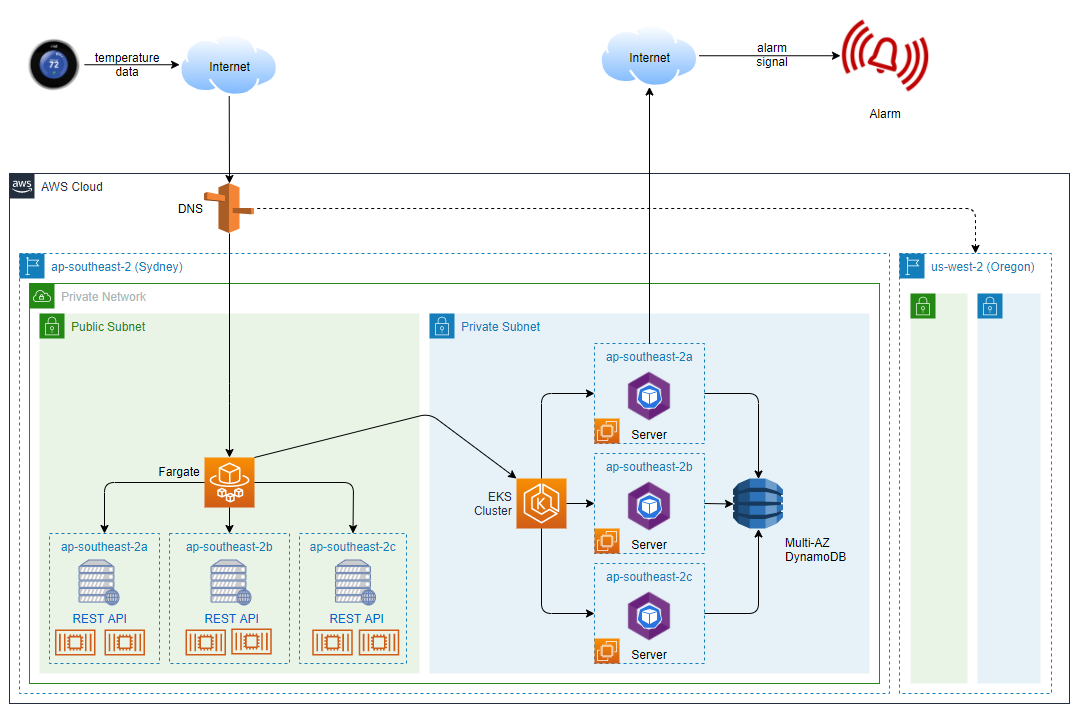 72
temperature
data
Internet
Internet
alarm
signal
Alarm
aws
AWS Cloud
DNS
ap-southeast-2 (Sydney)
us-west-2 (Oregon)
Private Network
Public Subnet
Private Subnet
ap-southeast-2a
Server
ap-southeast-2b
Server
ap-southeast-2c
Server
Fargate
EKS
Cluster
K
Multi-AZ
DynamoDB
ap-southeast-2a
ap-southeast-2b
ap-southeast-2c
REST API
REST API
REST API